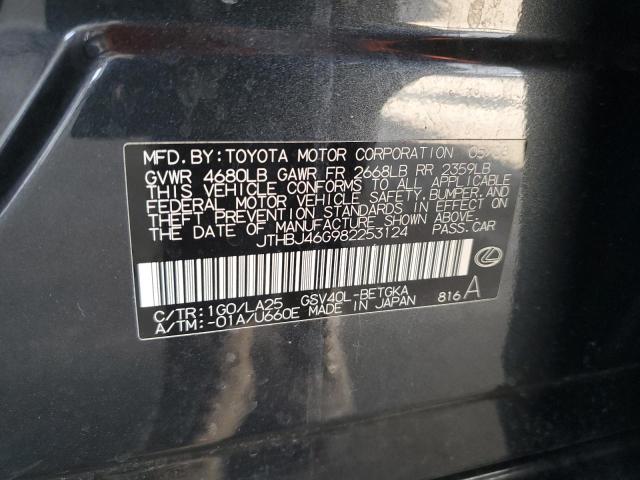 MFD. BY: TOYOTA MOTOR CORPORATION
GVWR 4680LB GAWR FR 2668LB RR 2359LB
THIS VEHICLE CONFORMS TO ALL APPLICABLE
FEDERAL MOTOR VEHICLE SAFETY, BUMPER, AND
THEFT PREVENTION STANDARDS IN EFFECT ON
THE DATE OF MANUFACTURE SHOWN ABOVE.
JTHBJ46G982253124 PASS.CAR
C/TR: 1G0/LA25 GSV40L-BETGKA
A/TM: -01A/U660E MADE IN JAPAN 816A